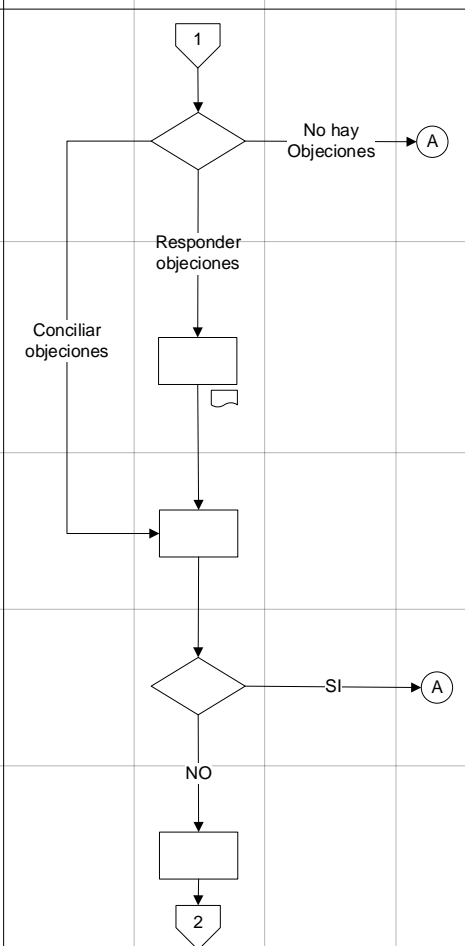 1
No hay
Objeciones
A
Responder
objeciones
Conciliar
objeciones
SI
A
NO
2